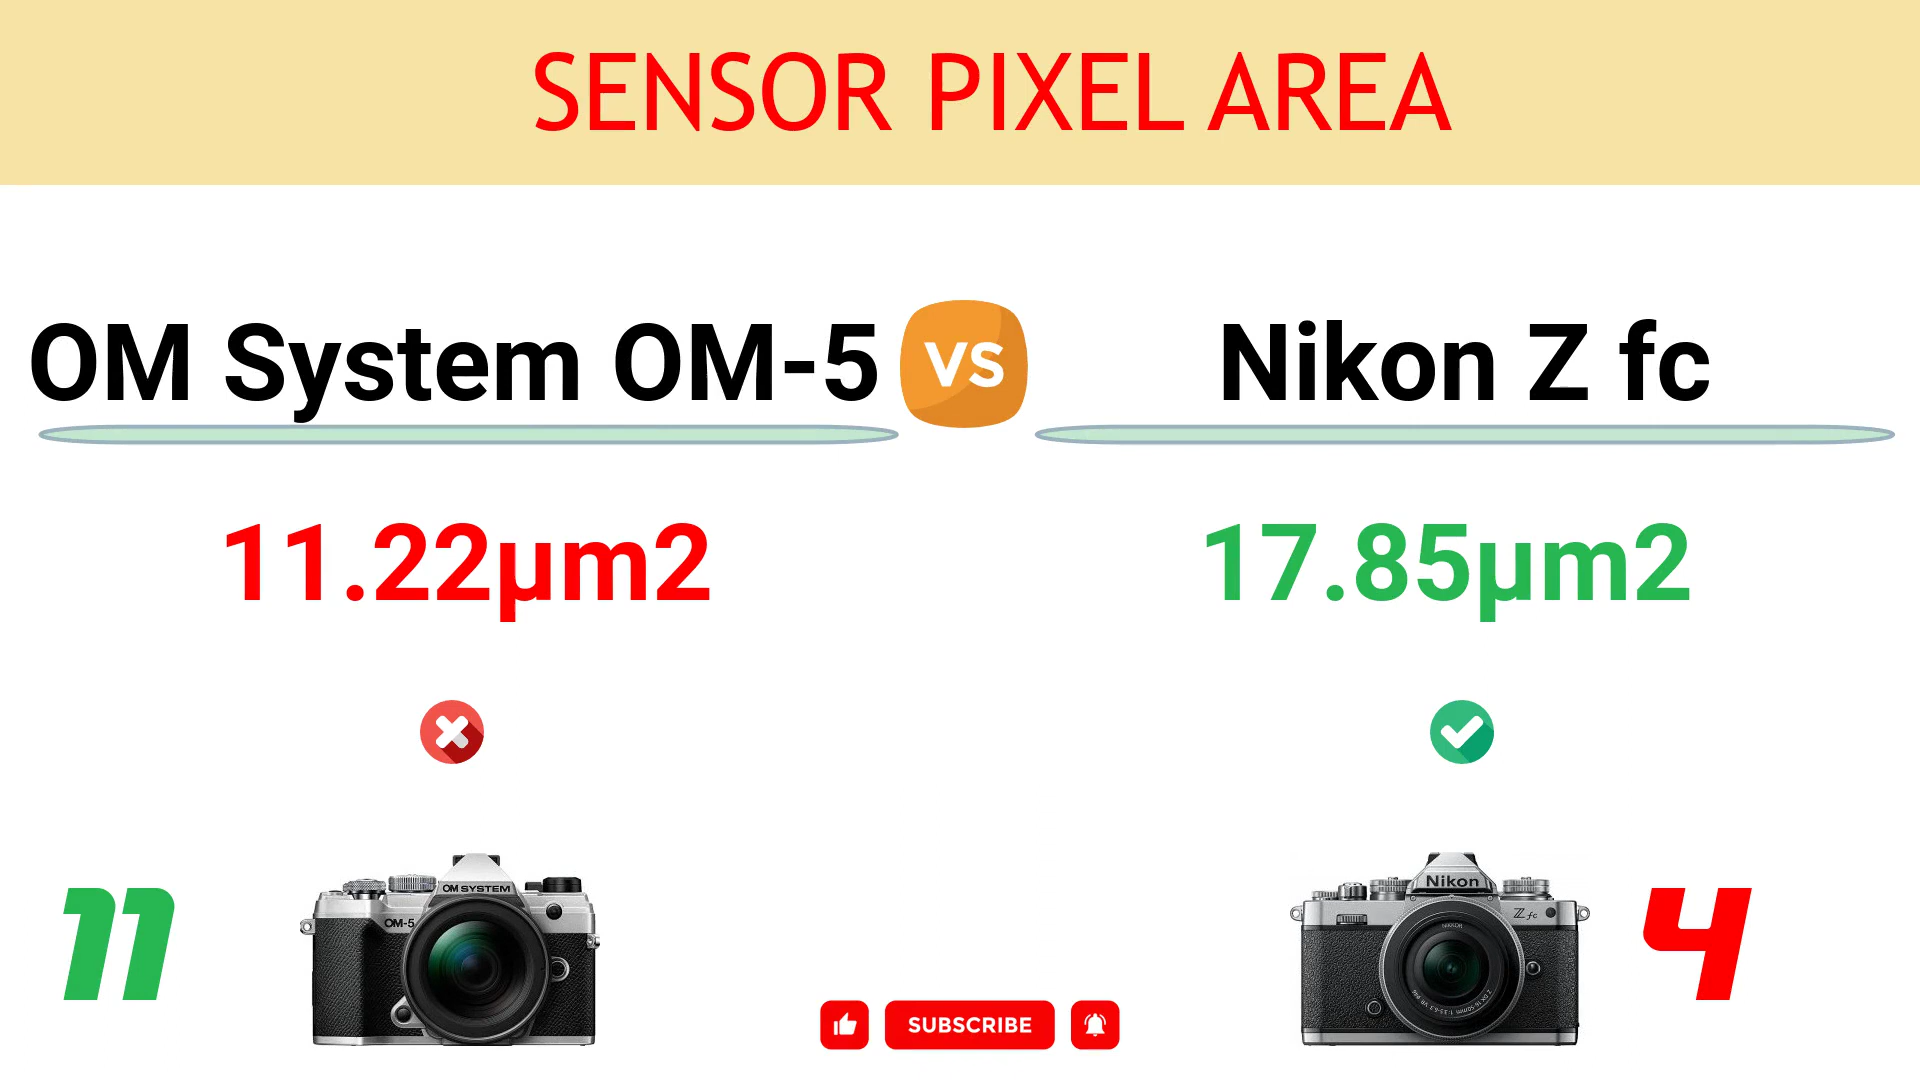 SENSOR PIXEL AREA
OM System OM-5
VS
Nikon Z fc
11.22µm2
17.85µm2
11
OM SYSTEM
OM-5
Nikon
Z fc
NIKKOR
4
SUBSCRIBE